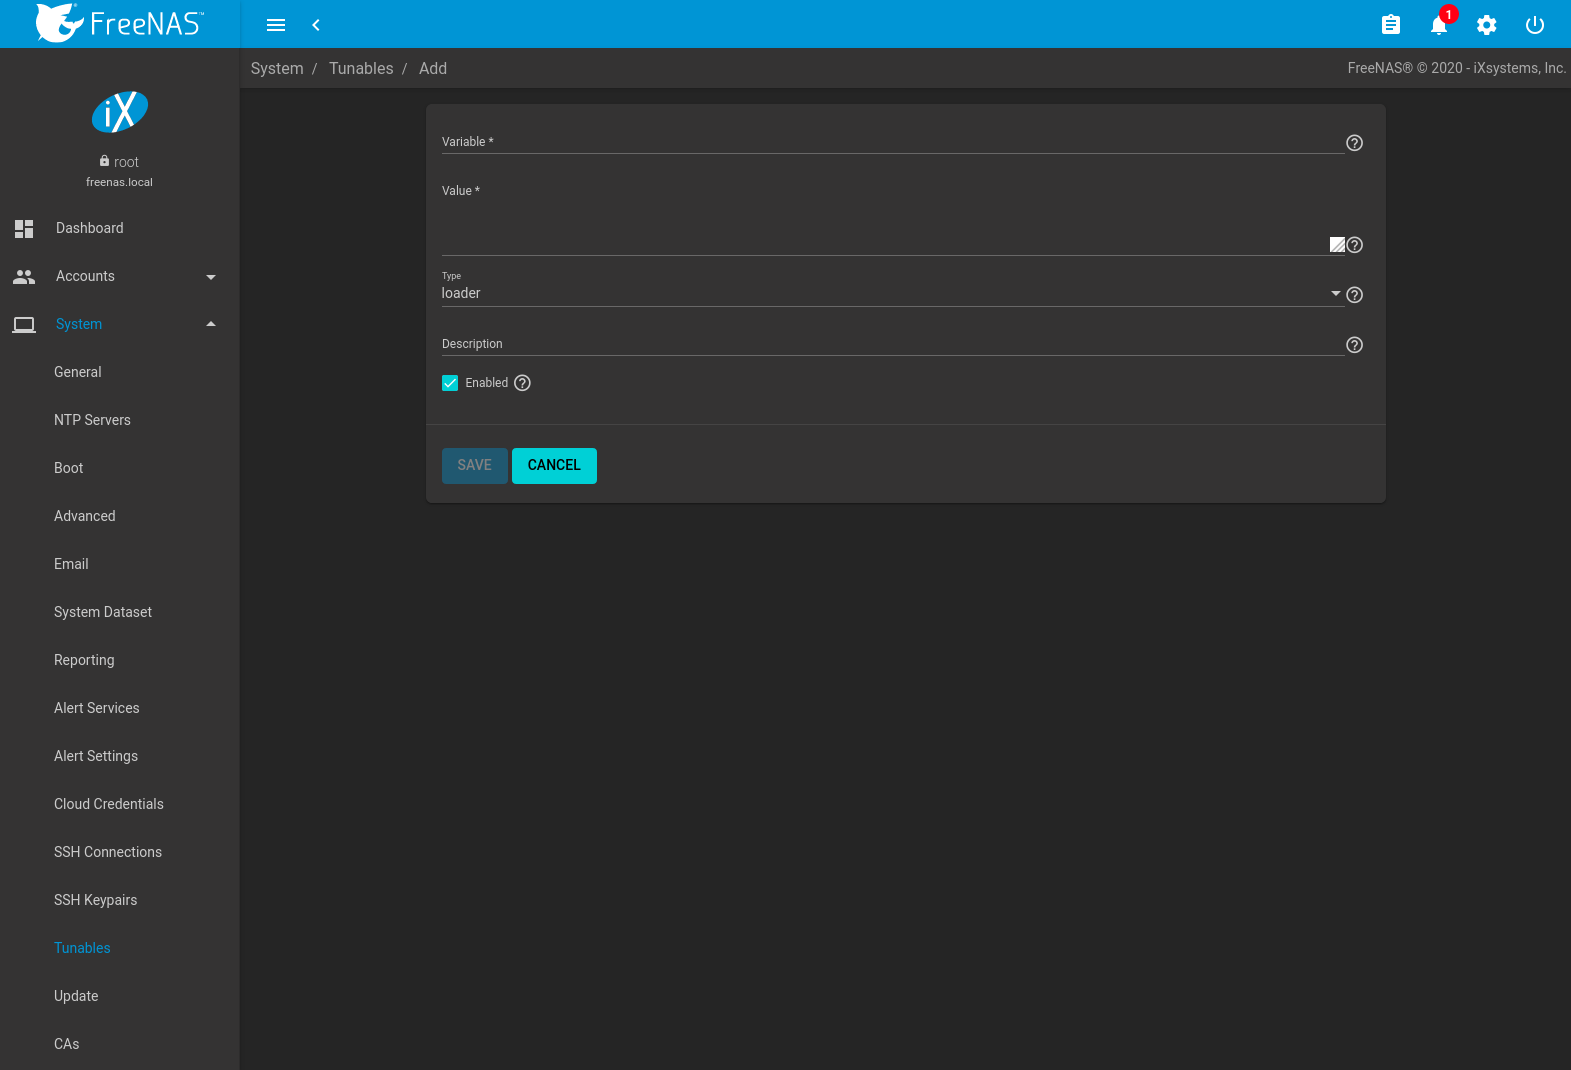 FreeNAS™
1
System / Tunables / Add
FreeNAS® © 2020 - iXsystems, Inc.
iX
root
freenas.local
Dashboard
Accounts
System
General
NTP Servers
Boot
Advanced
Email
System Dataset
Reporting
Alert Services
Alert Settings
Cloud Credentials
SSH Connections
SSH Keypairs
Tunables
Update
CAs
Variable *
Value *
Type
loader
Description
Enabled
SAVE CANCEL